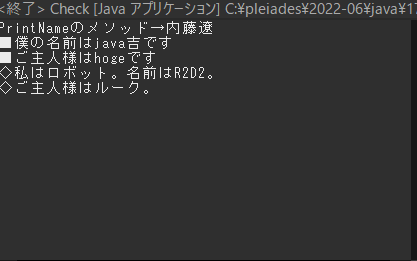 <終了> Check [Java アプリケーション] C:¥pleiades¥2022-06¥java¥17
PrintNameのメソッド→内藤遼
■僕の名前はjava吉です
■ご主人様はhogeです
◇私はロボット。名前はR2D2。
◇ご主人様はルーク。